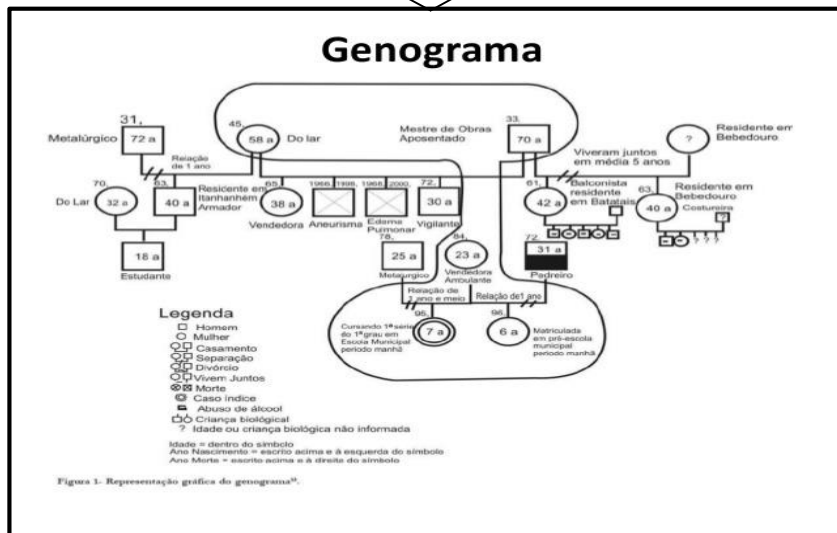 Genograma
31,
Metalúrgico
72 a
45,
58 a
Do lar
Mestre de Obras
Aposentado
33,
70 a
?
Residente em
Bebedouro
Relação
de 1 ano
Viveram juntos
em média 5 anos
70,
Do Lar
32 a
63,
40 a
Residente em
Itanhanhém
Armador
65,
38 a
Vendedora
1966, 1998,
Aneurisma
1968, 2000,
Edema
Pulmonar
72,
30 a
Vigilante
61,
42 a
Balconista
residente
em Batatais
63,
40 a
Residente em
Bebedouro
Costureira
?
? ? ?
18 a
Estudante
78,
25 a
Metalúrgico
84,
23 a
Vendedora
Ambulante
72,
31 a
Pedreiro
Relação de
ano e meio
Relação de1 ano
95,
7 a
Cursando 1ª série
do 1º grau em
Escola Municipal
período manhã
96,
6 a
Matriculada
em pré-escola
municipal
período manhã
Legenda
Homem
Mulher
Casamento
Separação
Divórcio
Vivem Juntos
Morte
Caso índice
Abuso de álcool
Criança biológical
? Idade ou criança biológica não informada
Idade = dentro do símbolo
Ano Nascimento = escrito acima e à esquerda do símbolo
Ano Morte = escrito acima e à direita do símbolo
Figura 1- Representação gráfica do genograma